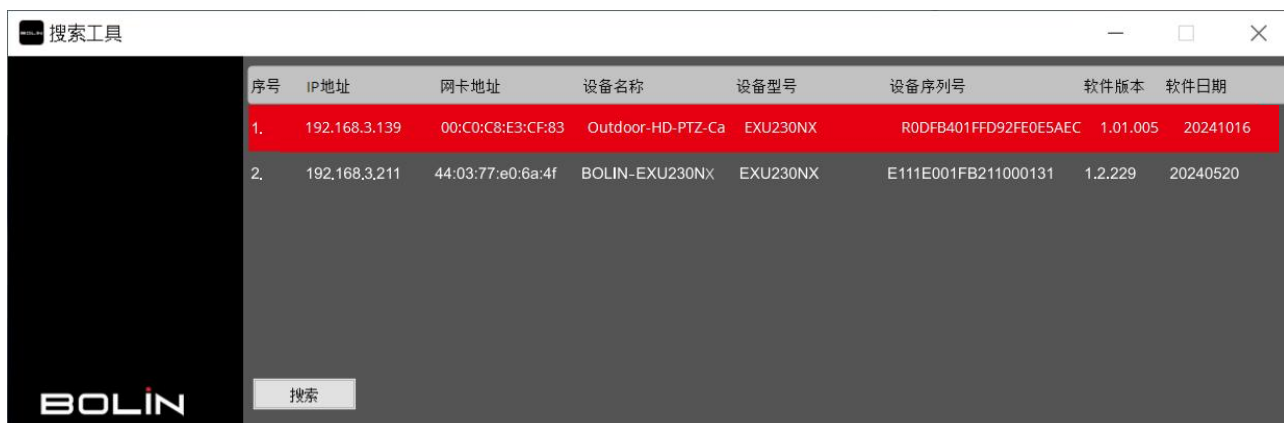 BOLIN 搜索工具
序号 IP地址 网卡地址 设备名称 设备型号 设备序列号 软件版本 软件日期
1. 192.168.3.139 00:C0:C8:E3:CF:83 Outdoor-HD-PTZ-Ca EXU230NX R0DFB401FFD92FE0E5AEC 1.01.005 20241016
2. 192.168.3.211 44:03:77:e0:6a:4f BOLIN-EXU230NX EXU230NX E111E001FB211000131 1.2.229 20240520
搜索
BOLIN